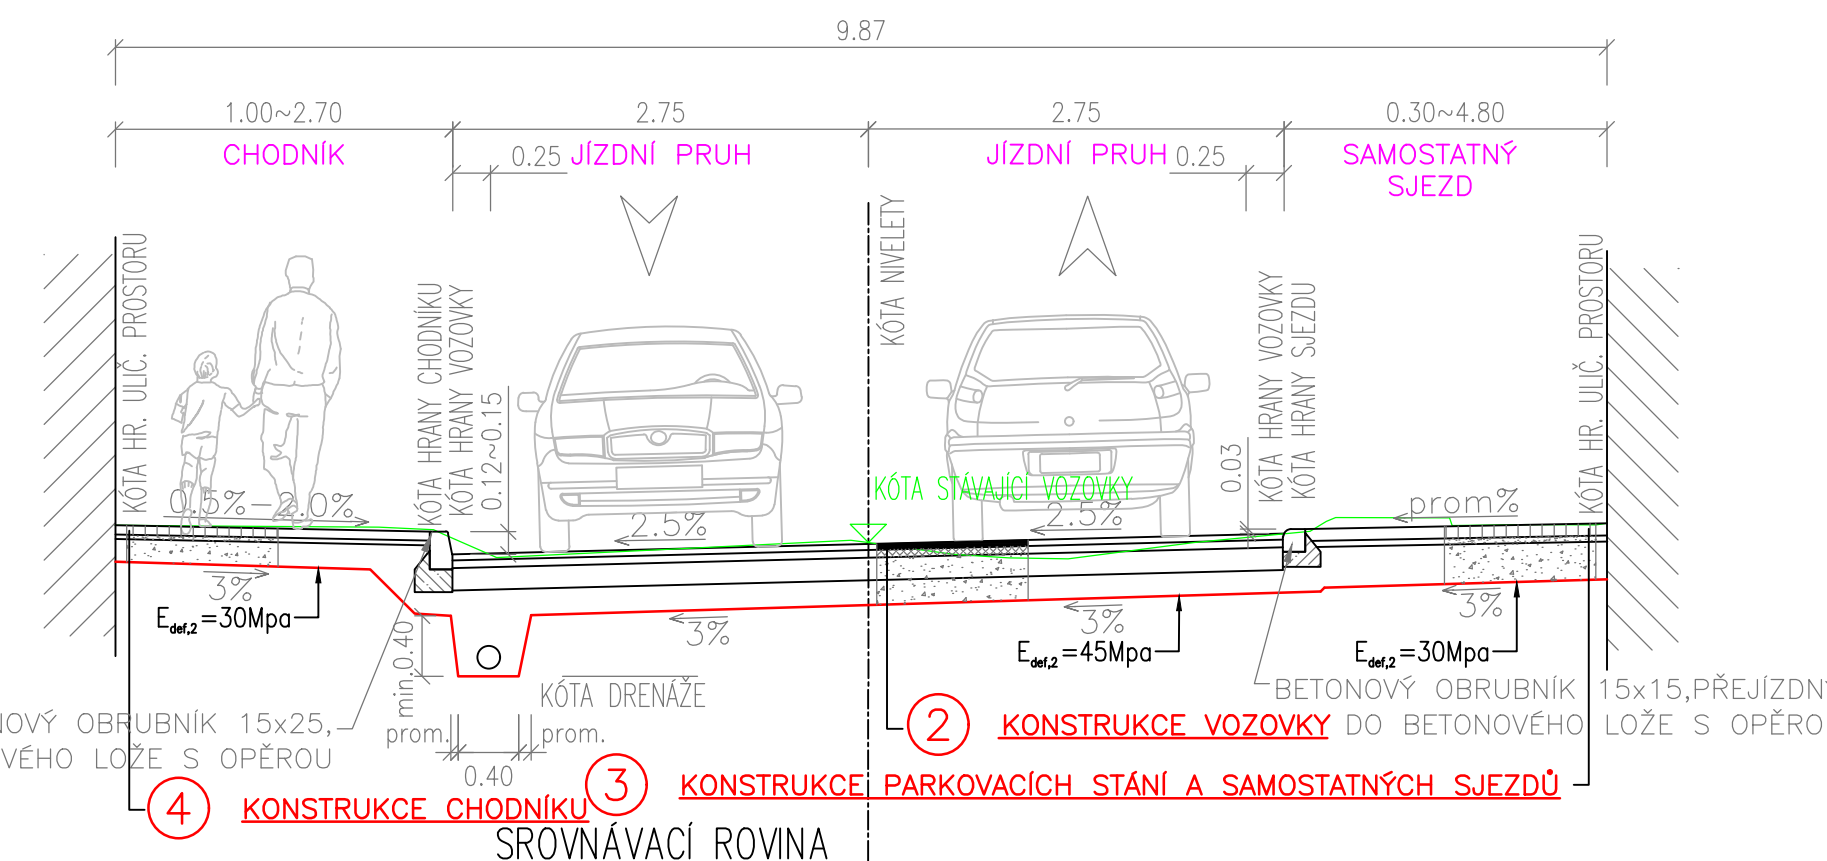 9.87
1.00~2.70
2.75
2.75
0.30~4.80
CHODNÍK
0.25
JÍZDNÍ PRUH
JÍZDNÍ PRUH
0.25
SAMOSTATNÝ
SJEZD
KÓTA HR. ULIČ. PROSTORU
KÓTA HRANY CHODNÍKU
KÓTA HRANY VOZOVKY
0.12~0.15
KÓTA NIVELETY
0.03
KÓTA HRANY VOZOVKY
KÓTA HRANY SJEZDU
KÓTA HR. ULIČ. PROSTORU
KÓTA STÁVAJÍCÍ VOZOVKY
0.5%-2.0%
2.5%
2.5%
prom%
3%
3%
3%
3%
Edef,2=30Mpa
Edef,2=45Mpa
Edef,2=30Mpa
min.0.40
KÓTA DRENÁŽE
prom.
prom.
0.40
NOVÝ OBRUBNÍK 15x25,
VÉHO LOŽE S OPĚROU
BETONOVÝ OBRUBNÍK 15x15,PŘEJÍZDN
DO BETONOVÉHO LOŽE S OPĚRO
2 KONSTRUKCE VOZOVKY
3 KONSTRUKCE PARKOVACÍCH STÁNÍ A SAMOSTATNÝCH SJEZDŮ
4 KONSTRUKCE CHODNÍKU
SROVNÁVACÍ ROVINA